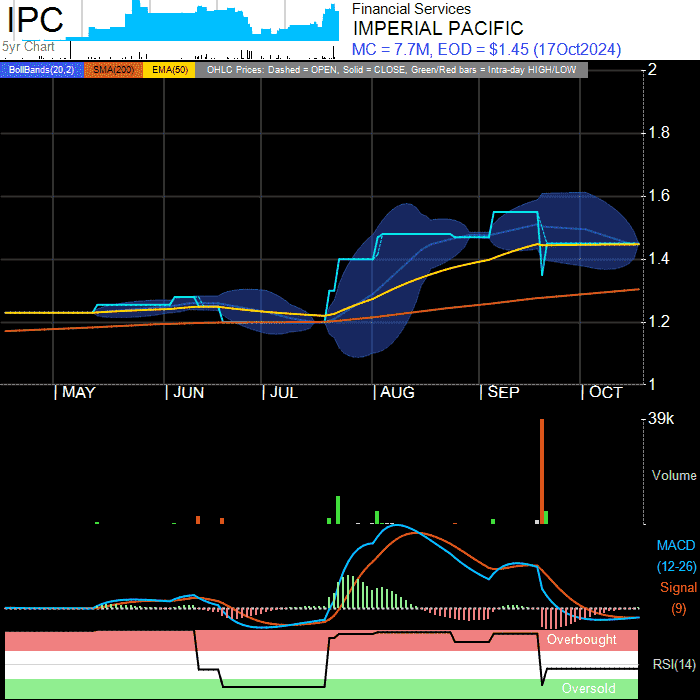 IPC
5yr Chart
Financial Services
IMPERIAL PACIFIC
MC = 7.7M, EOD = $1.45 (17Oct2024)
BollBands(20,2) SMA(200) EMA(50) OHLC Prices: Dashed = OPEN, Solid = CLOSE, Green/Red bars = Intra-day HIGH/LOW
2
1.8
1.6
1.4
1.2
1
MAY JUN JUL AUG SEP OCT
39k
Volume
MACD
(12-26)
Signal
(9)
Overbought
RSI(14)
Oversold